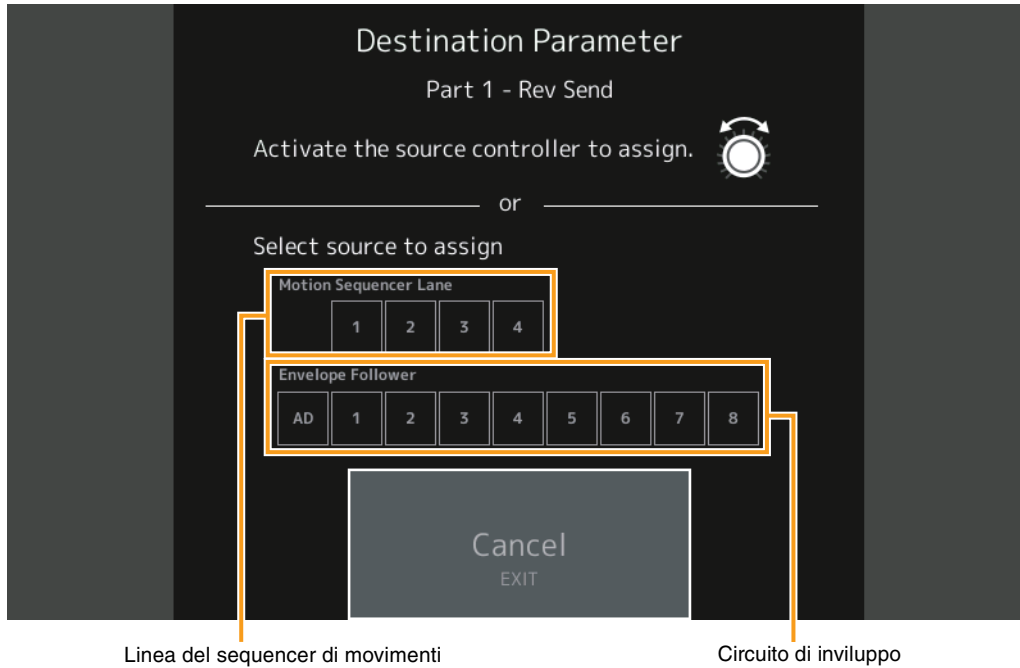 Destination Parameter
Part 1 - Rev Send
Activate the source controller to assign.
or
Select source to assign
Motion Sequencer Lane
1 2 3 4
Envelope Follower
AD 1 2 3 4 5 6 7 8
Cancel
EXIT
Linea del sequencer di movimenti
Circuito di inviluppo